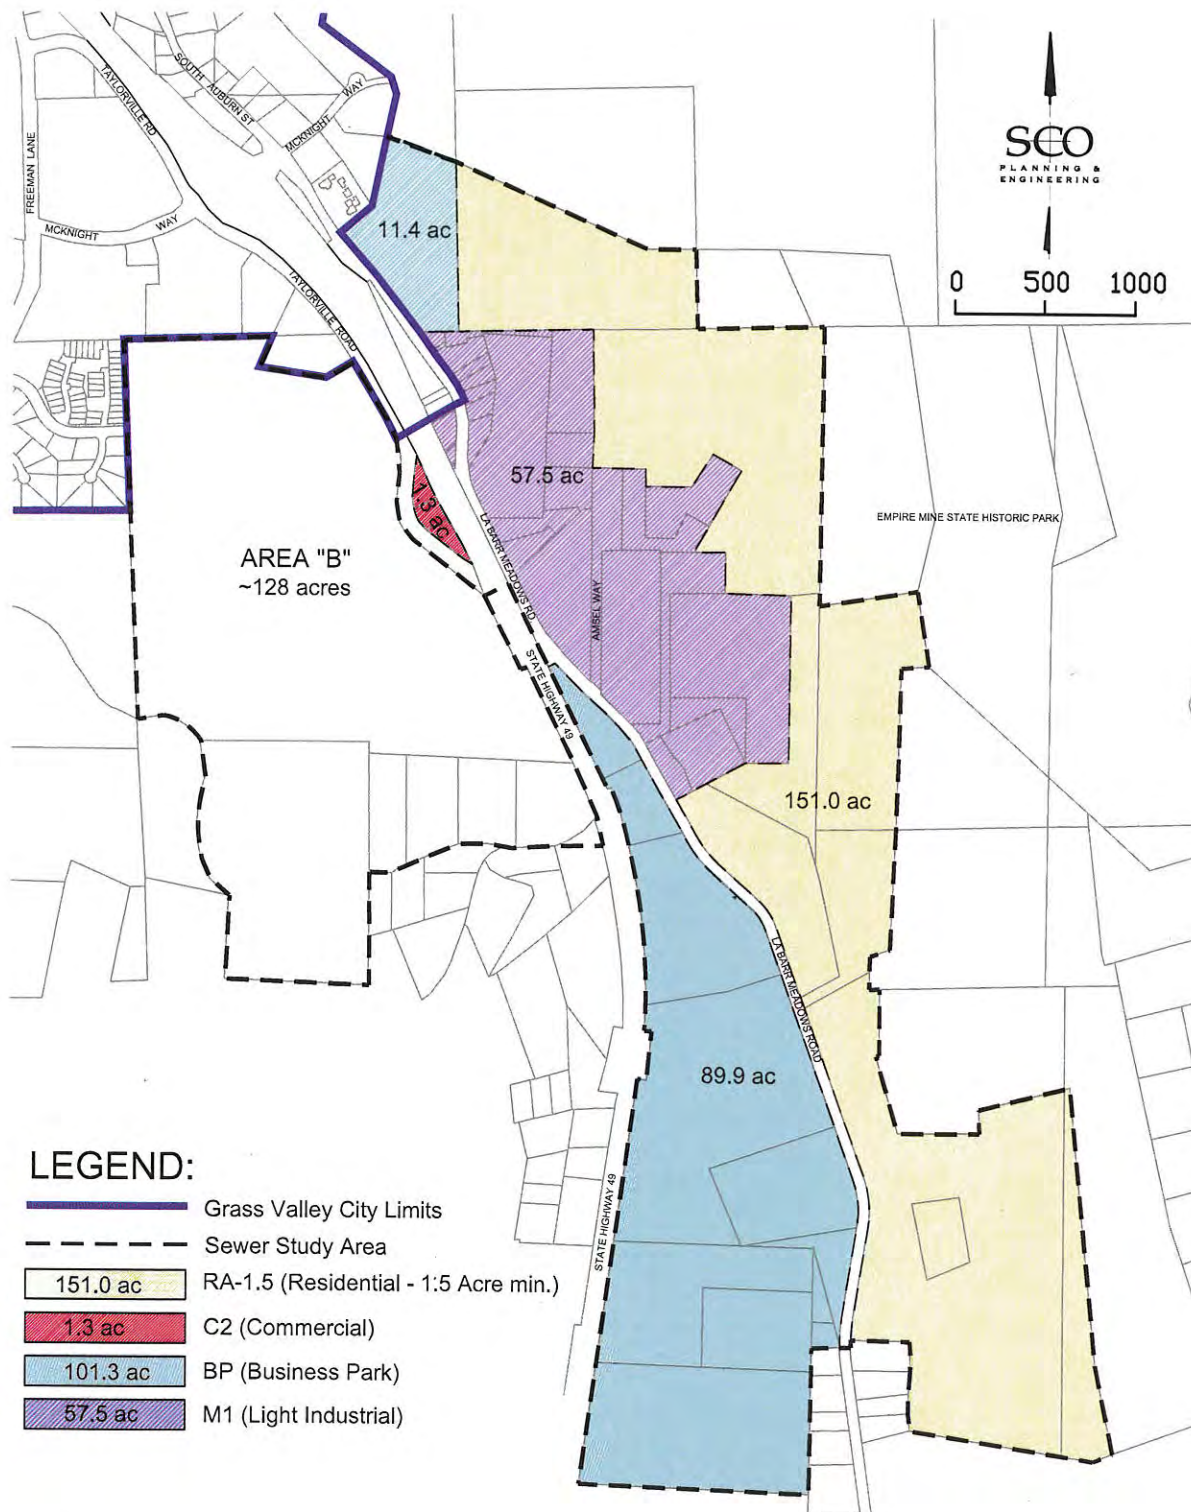 TAYLORVILLE RD
SOUTH AUBURN ST
MCKNIGHT WAY
FREEMAN LANE
MCKNIGHT WAY
TAYLORVILLE ROAD
SCO
PLANNING &
ENGINEERING
0 500 1000
11.4 ac
57.5 ac
1.3 ac
AREA "B"
~128 acres
EMPIRE MINE STATE HISTORIC PARK
LA BARR MEADOWS RD
AMSEL WAY
STATE HIGHWAY 49
151.0 ac
LA BARR MEADOWS ROAD
89.9 ac
STATE HIGHWAY 49
LEGEND:
Grass Valley City Limits
Sewer Study Area
151.0 ac RA-1.5 (Residential - 1.5 Acre min.)
1.3 ac C2 (Commercial)
101.3 ac BP (Business Park)
57.5 ac M1 (Light Industrial)